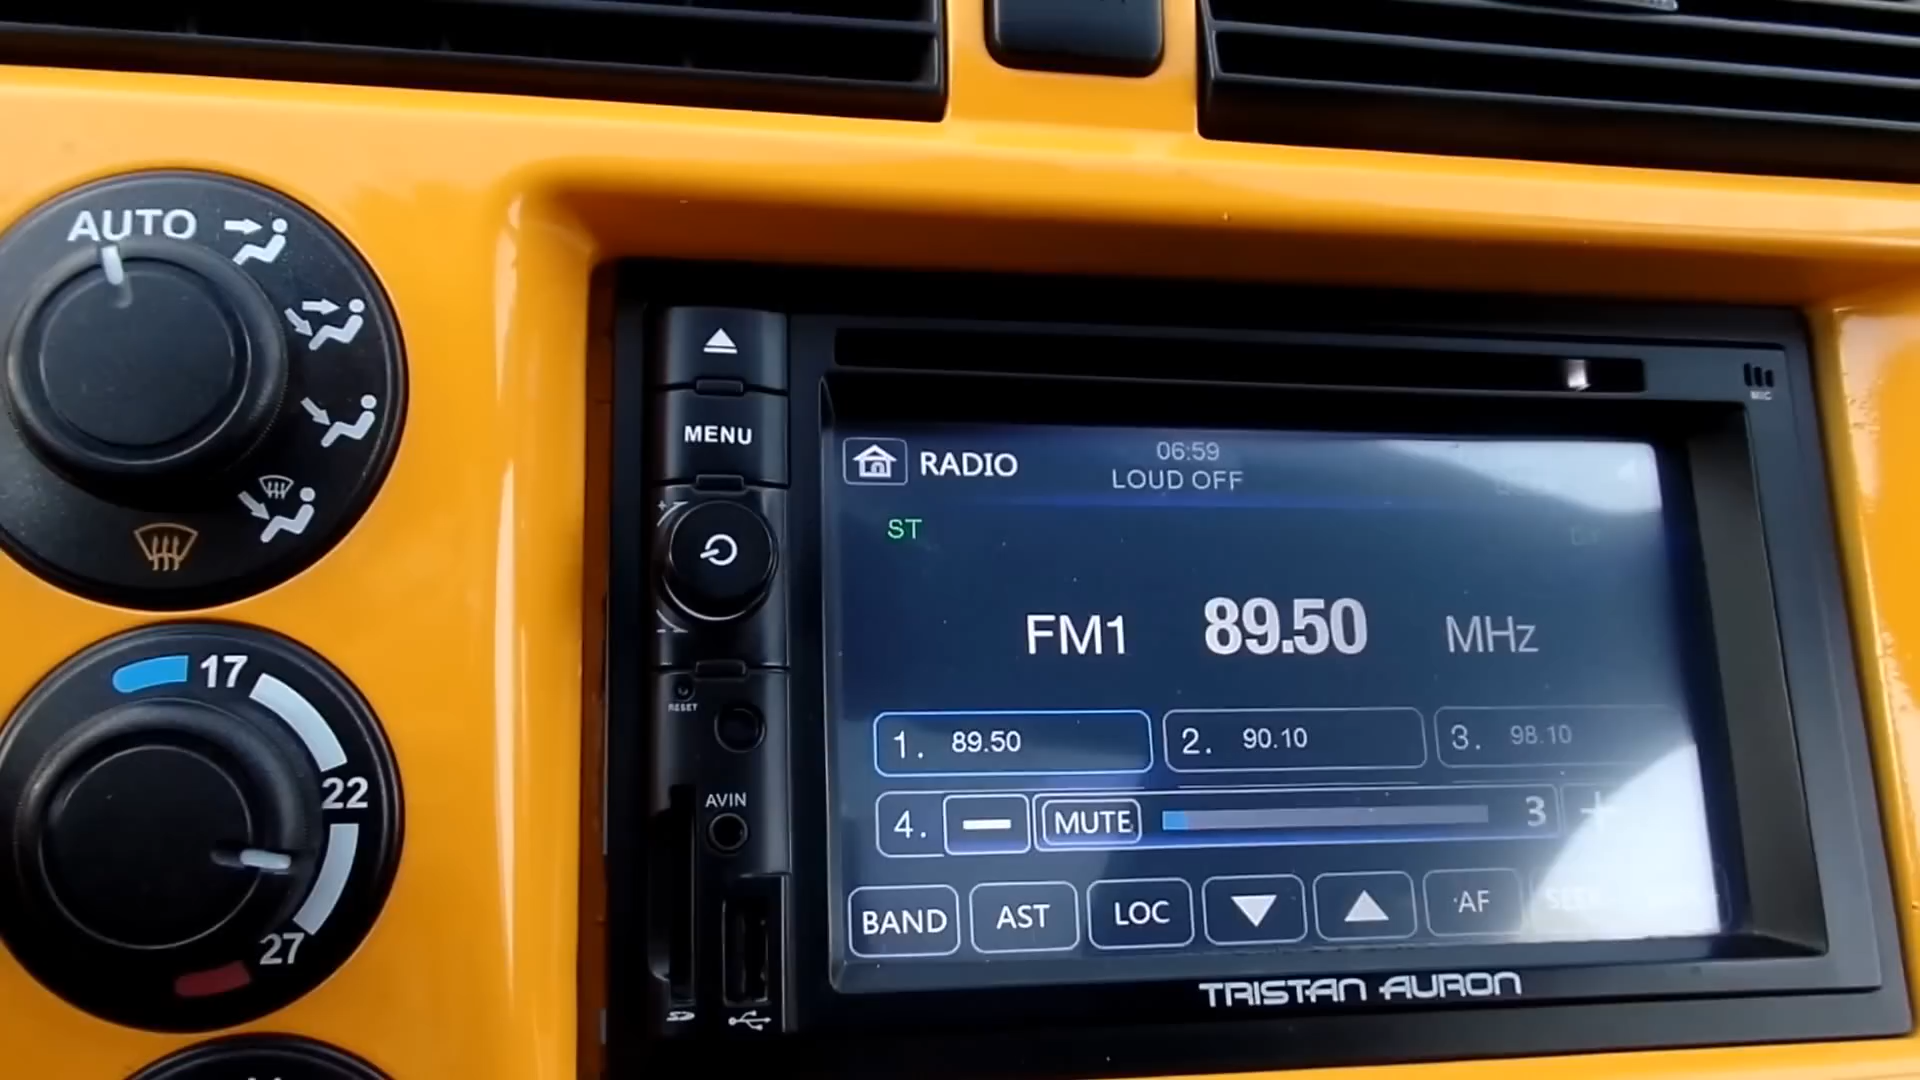 AUTO
17
22
27
MENU
RESET
AVIN
MIC
RADIO
06:59
LOUD OFF
ST
FM1 89.50 MHz
1. 89.50 2. 90.10 3. 98.10
4. MUTE 3 +
BAND AST LOC AF
TRISTAN AURON